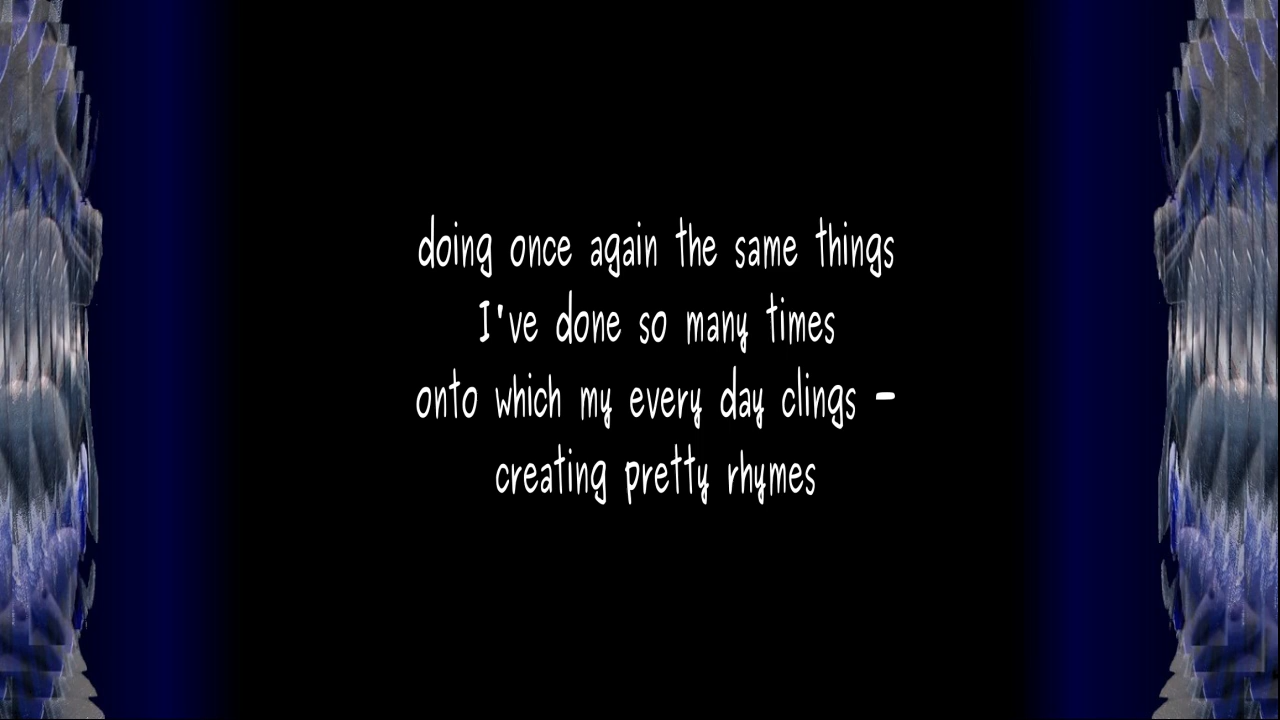 doing once again the same things
I've done so many times
onto which my every day clings -
creating pretty rhymes